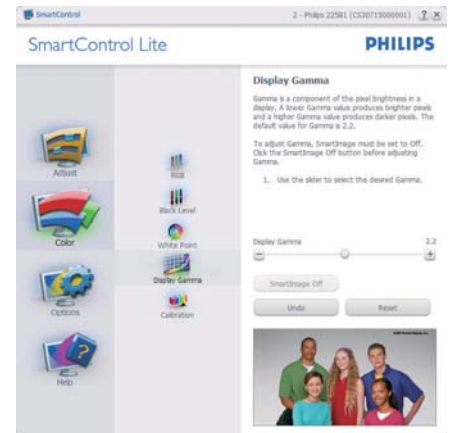 SmartControl
2 - Philips 225B1 (CS30715000001)
SmartControl Lite
PHILIPS
Adjust
Color
Options
Help
RGB
Black Level
White Point
Display Gamma
Calibration
Display Gamma
Gamma is a component of the pixel brightness in a
display. A lower Gamma value produces brighter pixels
and a higher Gamma value produces darker pixels. The
default value for Gamma is 2.2.
To adjust Gamma, SmartImage must be set to Off.
Click the SmartImage Off button before adjusting
Gamma.
1. Use the slider to select the desired Gamma.
Display Gamma 2.2
SmartImage Off
Undo Reset